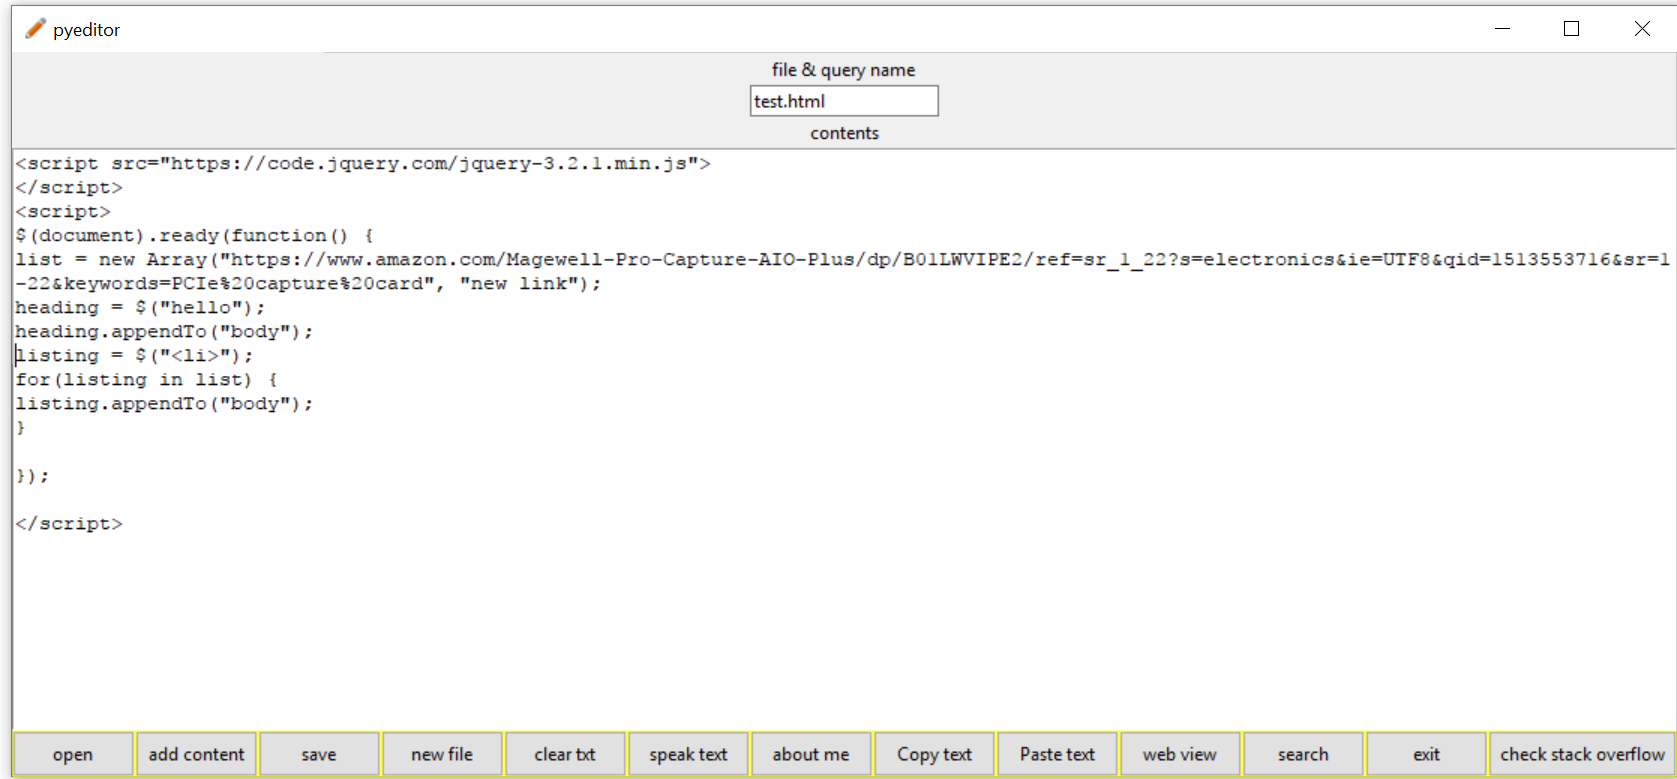 pyeditor
file & query name
test.html
contents
<script src="https://code.jquery.com/jquery-3.2.1.min.js">
</script>
<script>
$(document).ready(function() {
list = new Array("https://www.amazon.com/Magewell-Pro-Capture-AIO-Plus/dp/B01LWVIPE2/ref=sr_1_22?s=electronics&ie=UTF8&qid=1513553716&sr=1
-22&keywords=PCIe%20capture%20card", "new link");
heading = $("hello");
heading.appendTo("body");
listing = $("<li>");
for(listing in list) {
listing.appendTo("body");
}
});
</script>
open add content save new file clear txt speak text about me Copy text Paste text web view search exit check stack overflow